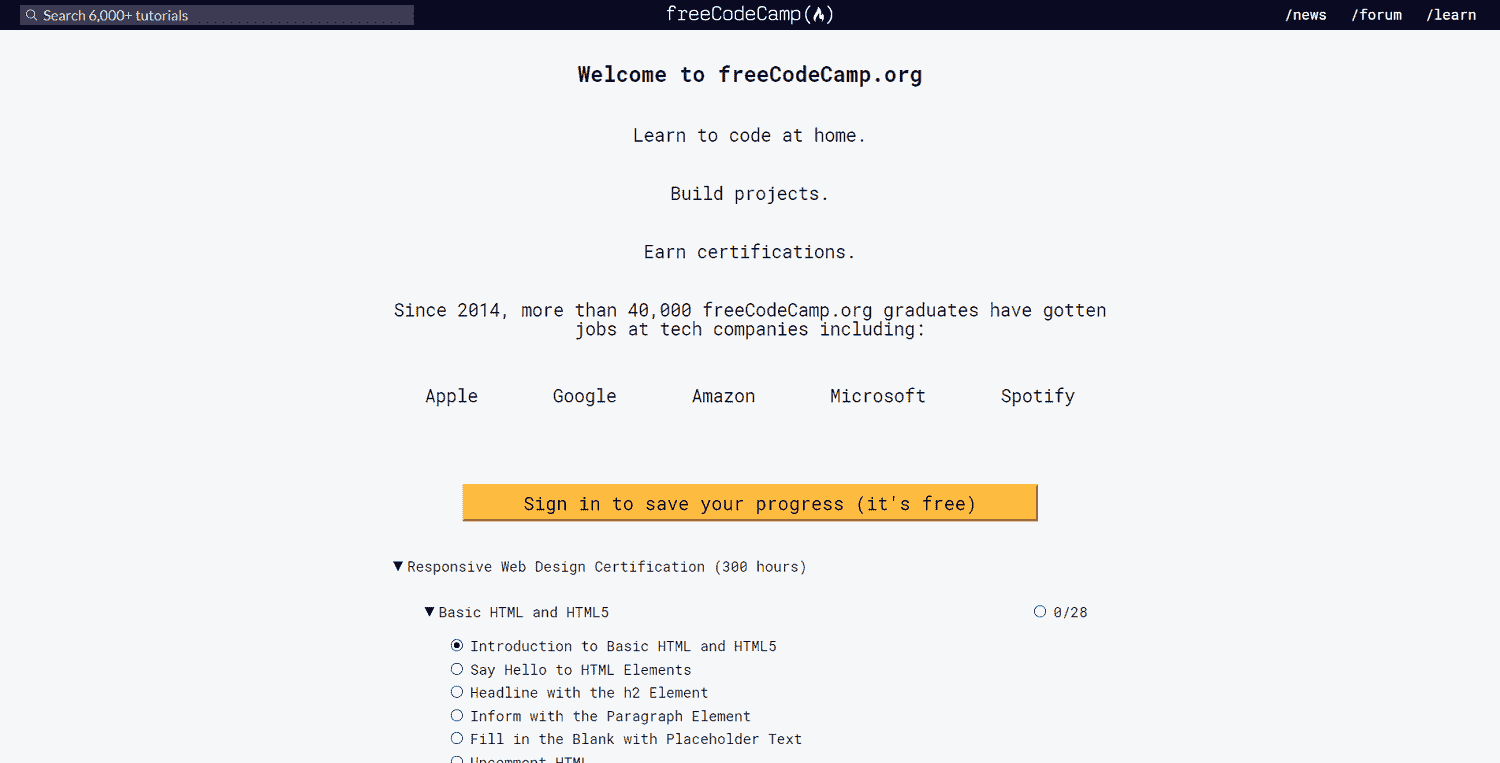 Search 6,000+ tutorials
freeCodeCamp
/news /forum /learn
Welcome to freeCodeCamp.org
Learn to code at home.
Build projects.
Earn certifications.
Since 2014, more than 40,000 freeCodeCamp.org graduates have gotten
jobs at tech companies including:
Apple Google Amazon Microsoft Spotify
Sign in to save your progress (it's free)
Responsive Web Design Certification (300 hours)
Basic HTML and HTML5 0/28
Introduction to Basic HTML and HTML5
Say Hello to HTML Elements
Headline with the h2 Element
Inform with the Paragraph Element
Fill in the Blank with Placeholder Text
Uncomment HTML